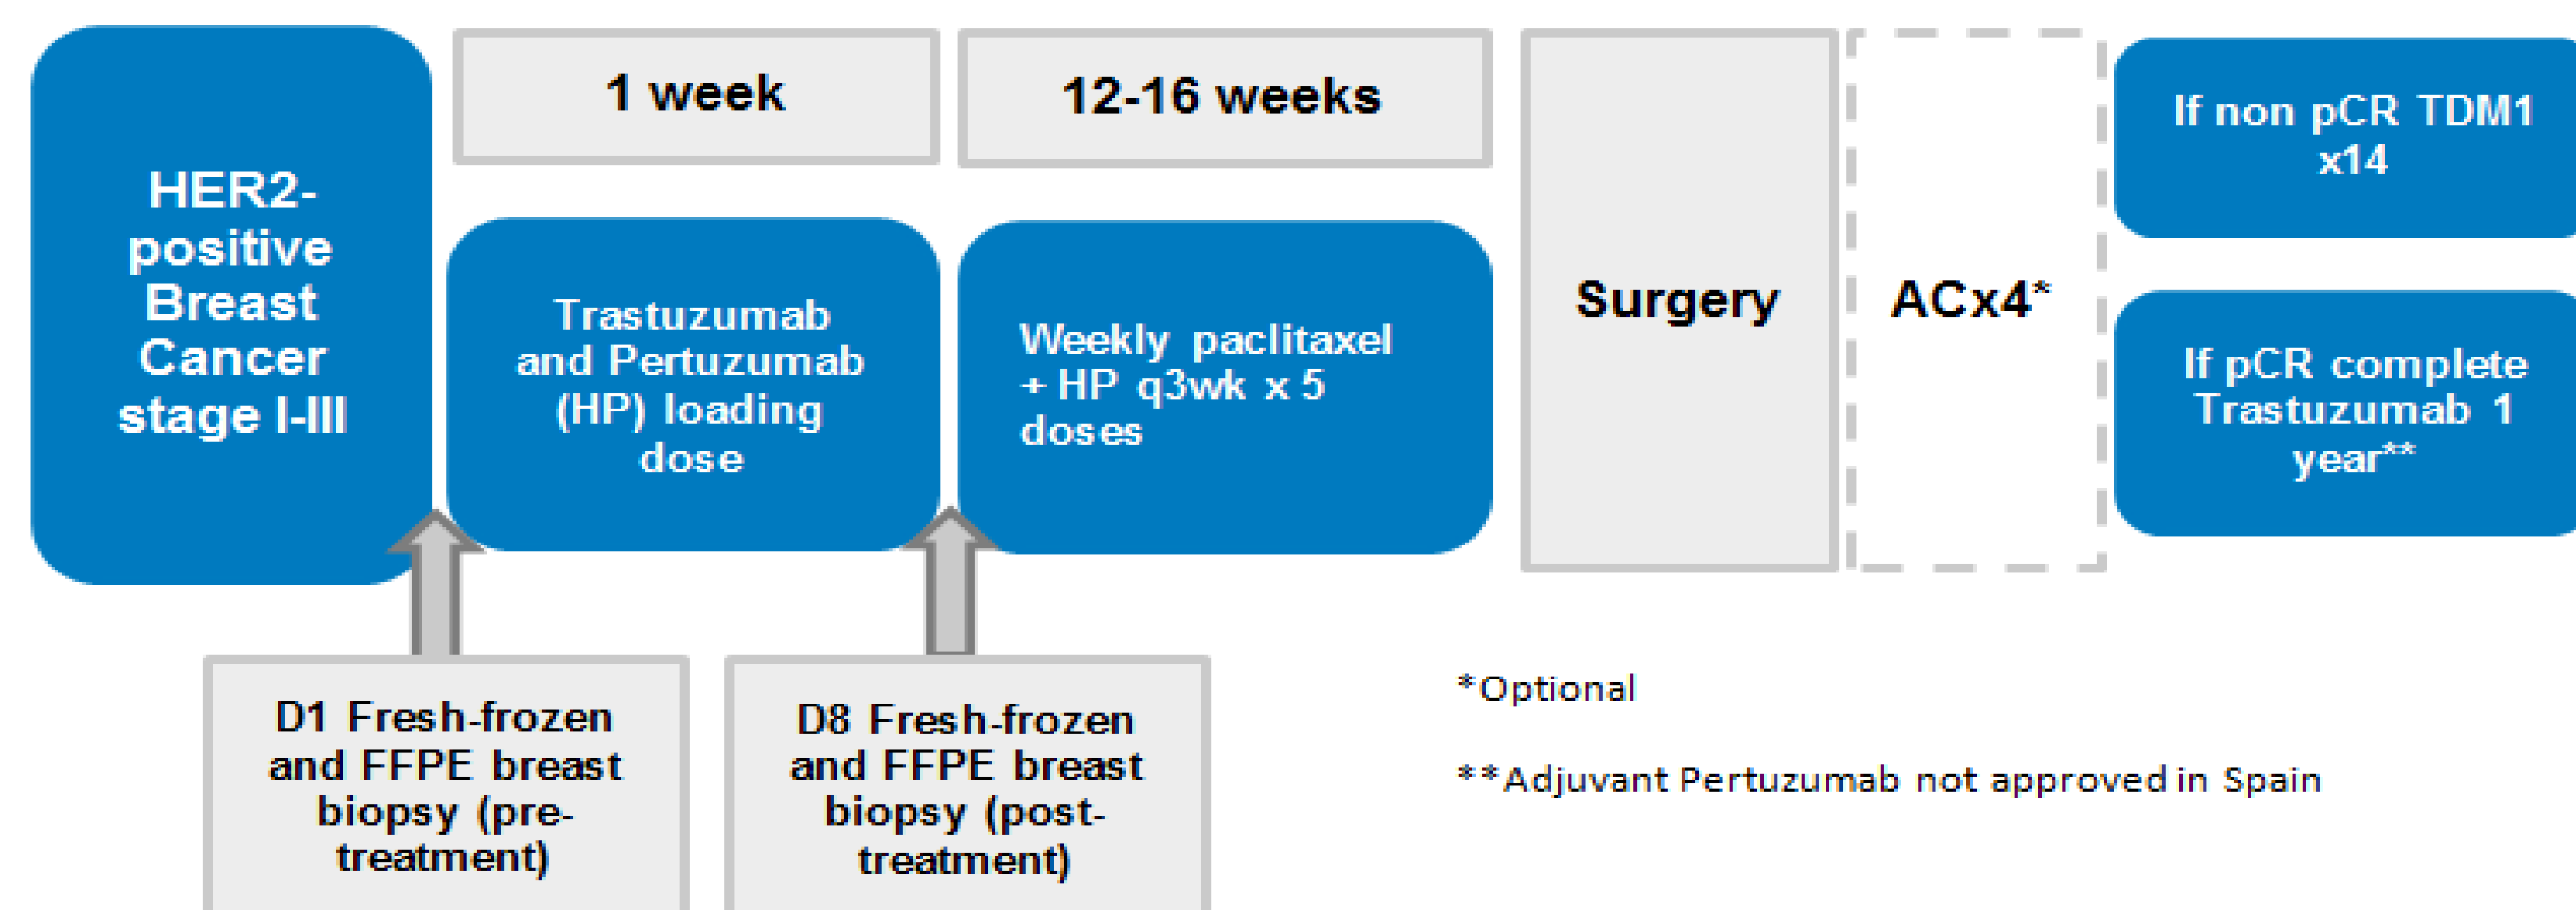 HER2-
positive
Breast
Cancer
stage I-III
1 week
Trastuzumab
and Pertuzumab
(HP) loading
dose
12-16 weeks
Weekly paclitaxel
+ HP q3wk x 5
doses
Surgery
ACx4*
If non pCR TDM1
x14
If pCR complete
Trastuzumab 1
year**
D1 Fresh-frozen
and FFPE breast
biopsy (pre-
treatment)
D8 Fresh-frozen
and FFPE breast
biopsy (post-
treatment)
*Optional
**Adjuvant Pertuzumab not approved in Spain